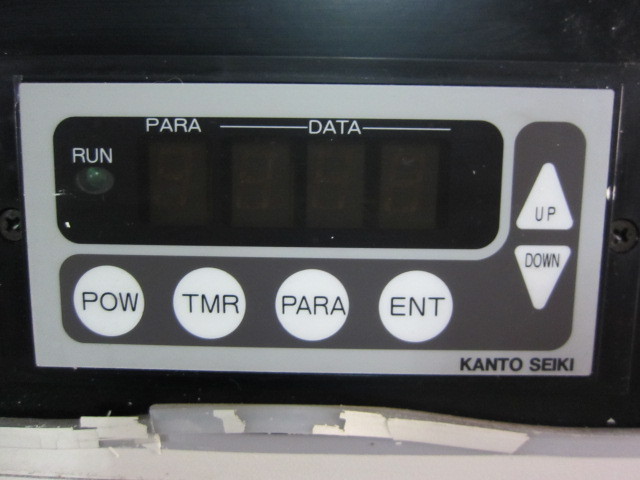 PARA DATA
RUN
UP
DOWN
POW TMR PARA ENT
KANTO SEIKI